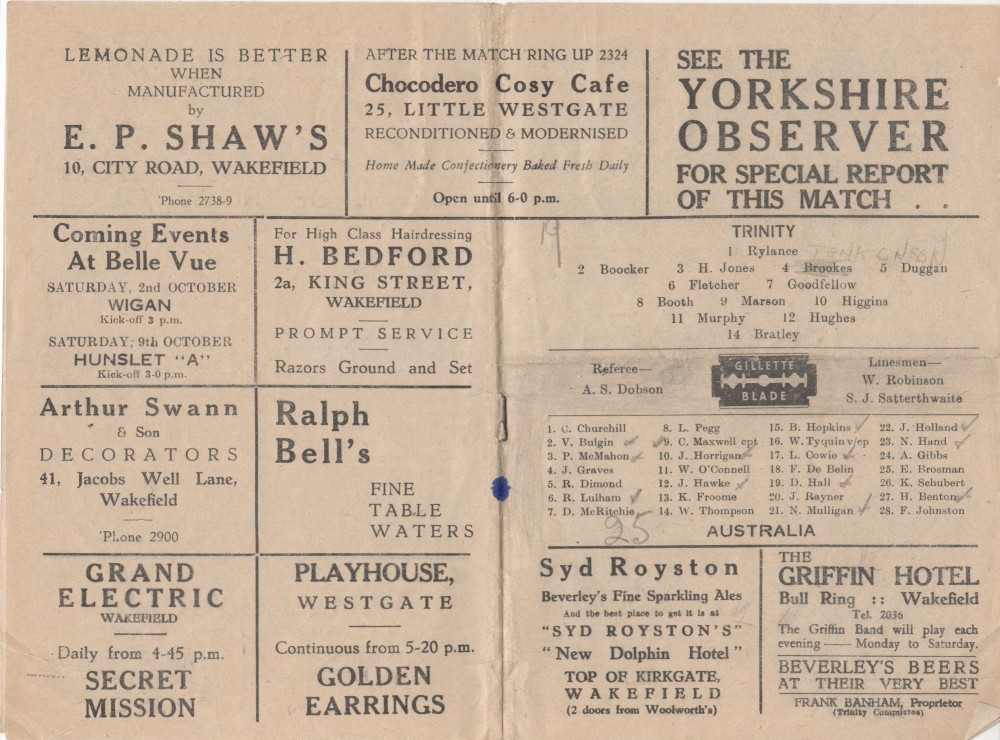 LEMONADE IS BETTER
WHEN
MANUFACTURED
by
E. P. SHAW'S
10, CITY ROAD, WAKEFIELD
'Phone 2738-9
AFTER THE MATCH RING UP 2324
Chocodero Cosy Cafe
25, LITTLE WESTGATE
RECONDITIONED & MODERNISED
Home Made Confectionery Baked Fresh Daily
Open until 6-0 p.m.
SEE THE
YORKSHIRE
OBSERVER
FOR SPECIAL REPORT
OF THIS MATCH . .
Coming Events
At Belle Vue
SATURDAY, 2nd OCTOBER
WIGAN
Kick-off 3 p.m.
SATURDAY, 9th OCTOBER
HUNSLET "A"
Kick-off 3-0 p.m.
For High Class Hairdressing
H. BEDFORD
2a, KING STREET,
WAKEFIELD
PROMPT SERVICE
Razors Ground and Set
19
TRINITY
1 Rylance
JENKINSON
2 Boocker 3 H. Jones 4 Brookes 5 Duggan
6 Fletcher 7 Goodfellow
8 Booth 9 Marson 10 Higgins
11 Murphy 12 Hughes
14 Bratley
Referee—
A. S. Dobson
GILLETTE
BLADE
Linesmen—
W. Robinson
S. J. Satterthwaite
1. C. Churchill 8. L. Pegg 15. B. Hopkins 22. J. Holland
2. V. Bulgin 9. C. Maxwell cpt 16. W. Tyquin v/cp 23. N. Hand
3. P. McMahon 10. J. Horrigan 17. L. Cowie 24. A. Gibbs
4. J. Graves 11. W. O'Connell 18. F. De Belin 25. E. Brosman
5. R. Dimond 12. J. Hawke 19. D. Hall 26. K. Schubert
6. R. Lulham 13. K. Froome 20. J. Rayner 27. H. Benton
7. D. McRitchie 14. W. Thompson 21. N. Mulligan 28. F. Johnston
25
AUSTRALIA
Arthur Swann
& Son
DECORATORS
41, Jacobs Well Lane,
Wakefield
'Phone 2900
Ralph
Bell's
FINE
TABLE
WATERS
GRAND
ELECTRIC
WAKEFIELD
Daily from 4-45 p.m.
SECRET
MISSION
PLAYHOUSE,
WESTGATE
Continuous from 5-20 p.m.
GOLDEN
EARRINGS
Syd Royston
Beverley's Fine Sparkling Ales
And the best place to get it is at
"SYD ROYSTON'S"
"New Dolphin Hotel"
TOP OF KIRKGATE,
WAKEFIELD
(2 doors from Woolworth's)
THE
GRIFFIN HOTEL
Bull Ring :: Wakefield
Tel. 2036
The Griffin Band will play each
evening — Monday to Saturday.
BEVERLEY'S BEERS
AT THEIR VERY BEST
FRANK BANHAM, Proprietor
(Trinity Committee)